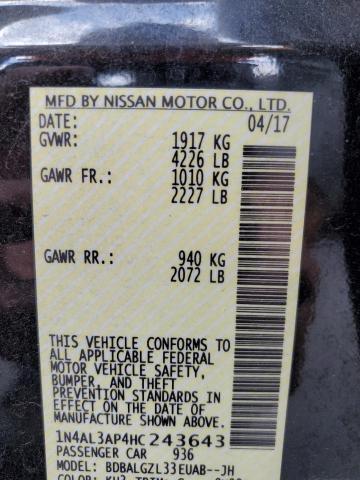 MFD BY NISSAN MOTOR CO., LTD.
DATE: 04/17
GVWR: 1917 KG
4226 LB
GAWR FR.: 1010 KG
2227 LB
GAWR RR.: 940 KG
2072 LB
THIS VEHICLE CONFORMS TO
ALL APPLICABLE FEDERAL
MOTOR VEHICLE SAFETY,
BUMPER, AND THEFT
PREVENTION STANDARDS IN
EFFECT ON THE DATE OF
MANUFACTURE SHOWN ABOVE.
1N4AL3AP4HC243643
PASSENGER CAR 936
MODEL: BDBALGZL33EUAB--JH
COLOR: KH3 TRIM: